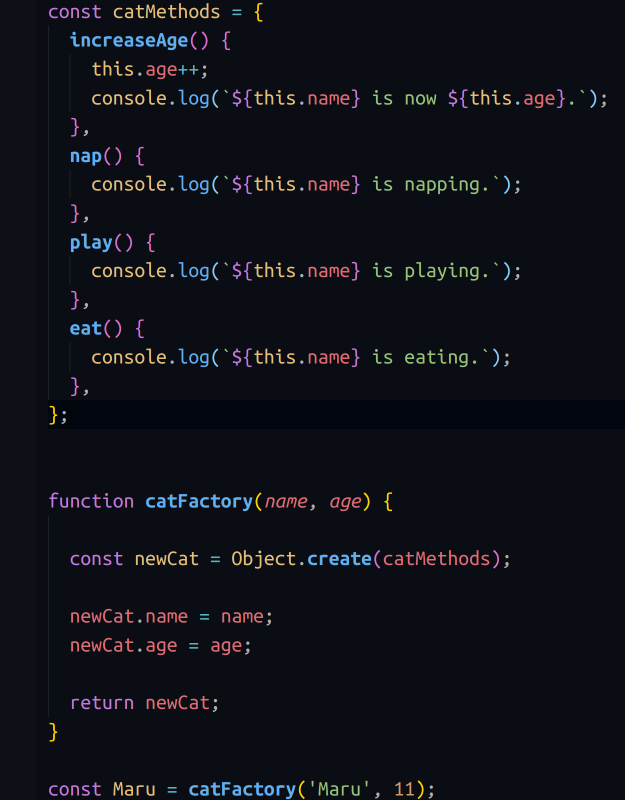 const catMethods = {
  increaseAge() {
    this.age++;
    console.log(`${this.name} is now ${this.age}.`);
  },
  nap() {
    console.log(`${this.name} is napping.`);
  },
  play() {
    console.log(`${this.name} is playing.`);
  },
  eat() {
    console.log(`${this.name} is eating.`);
  },
};
function catFactory(name, age) {
  const newCat = Object.create(catMethods);
  newCat.name = name;
  newCat.age = age;
  return newCat;
}
const Maru = catFactory('Maru', 11);